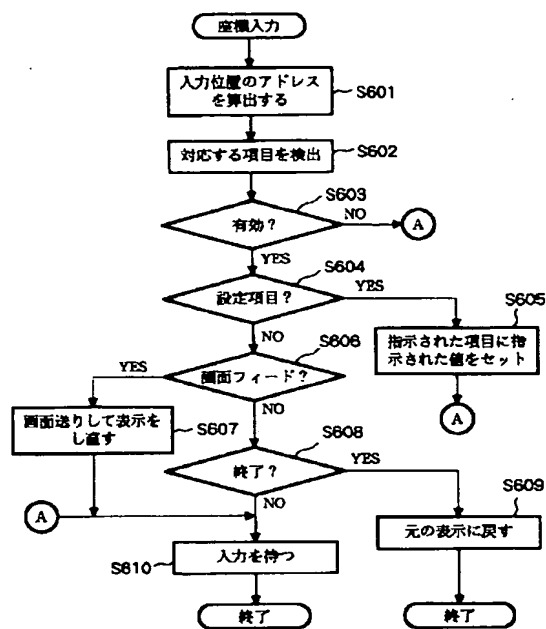 座標入力
入力位置のアドレス
を算出する
S601
対応する項目を検出
S602
S603
有効?
NO
A
YES
S604
設定項目?
YES
S605
指示された項目に指
示された値をセット
A
NO
S606
画面フィード?
YES
画面送りして表示を
し直す
S607
NO
S608
終了?
YES
S609
元の表示に戻す
A
NO
S610
入力を待つ
終了
終了